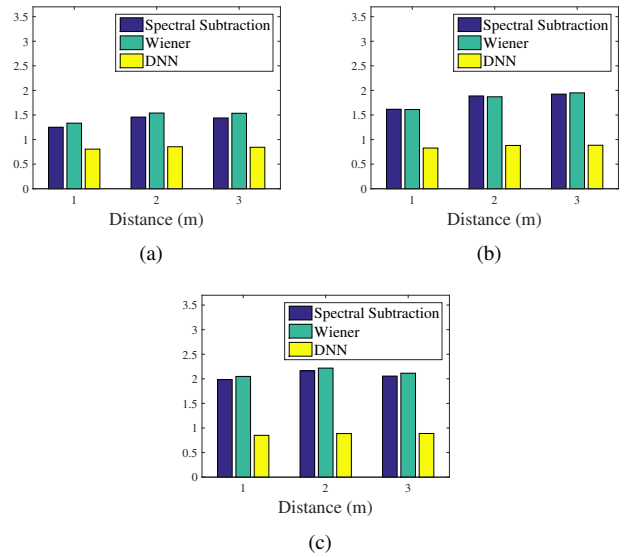 3.5
3
2.5
2
1.5
1
0.5
0
Spectral Subtraction
Wiener
DNN
1 2 3
Distance (m)
(a)
3.5
3
2.5
2
1.5
1
0.5
0
Spectral Subtraction
Wiener
DNN
1 2 3
Distance (m)
(b)
3.5
3
2.5
2
1.5
1
0.5
0
Spectral Subtraction
Wiener
DNN
1 2 3
Distance (m)
(c)